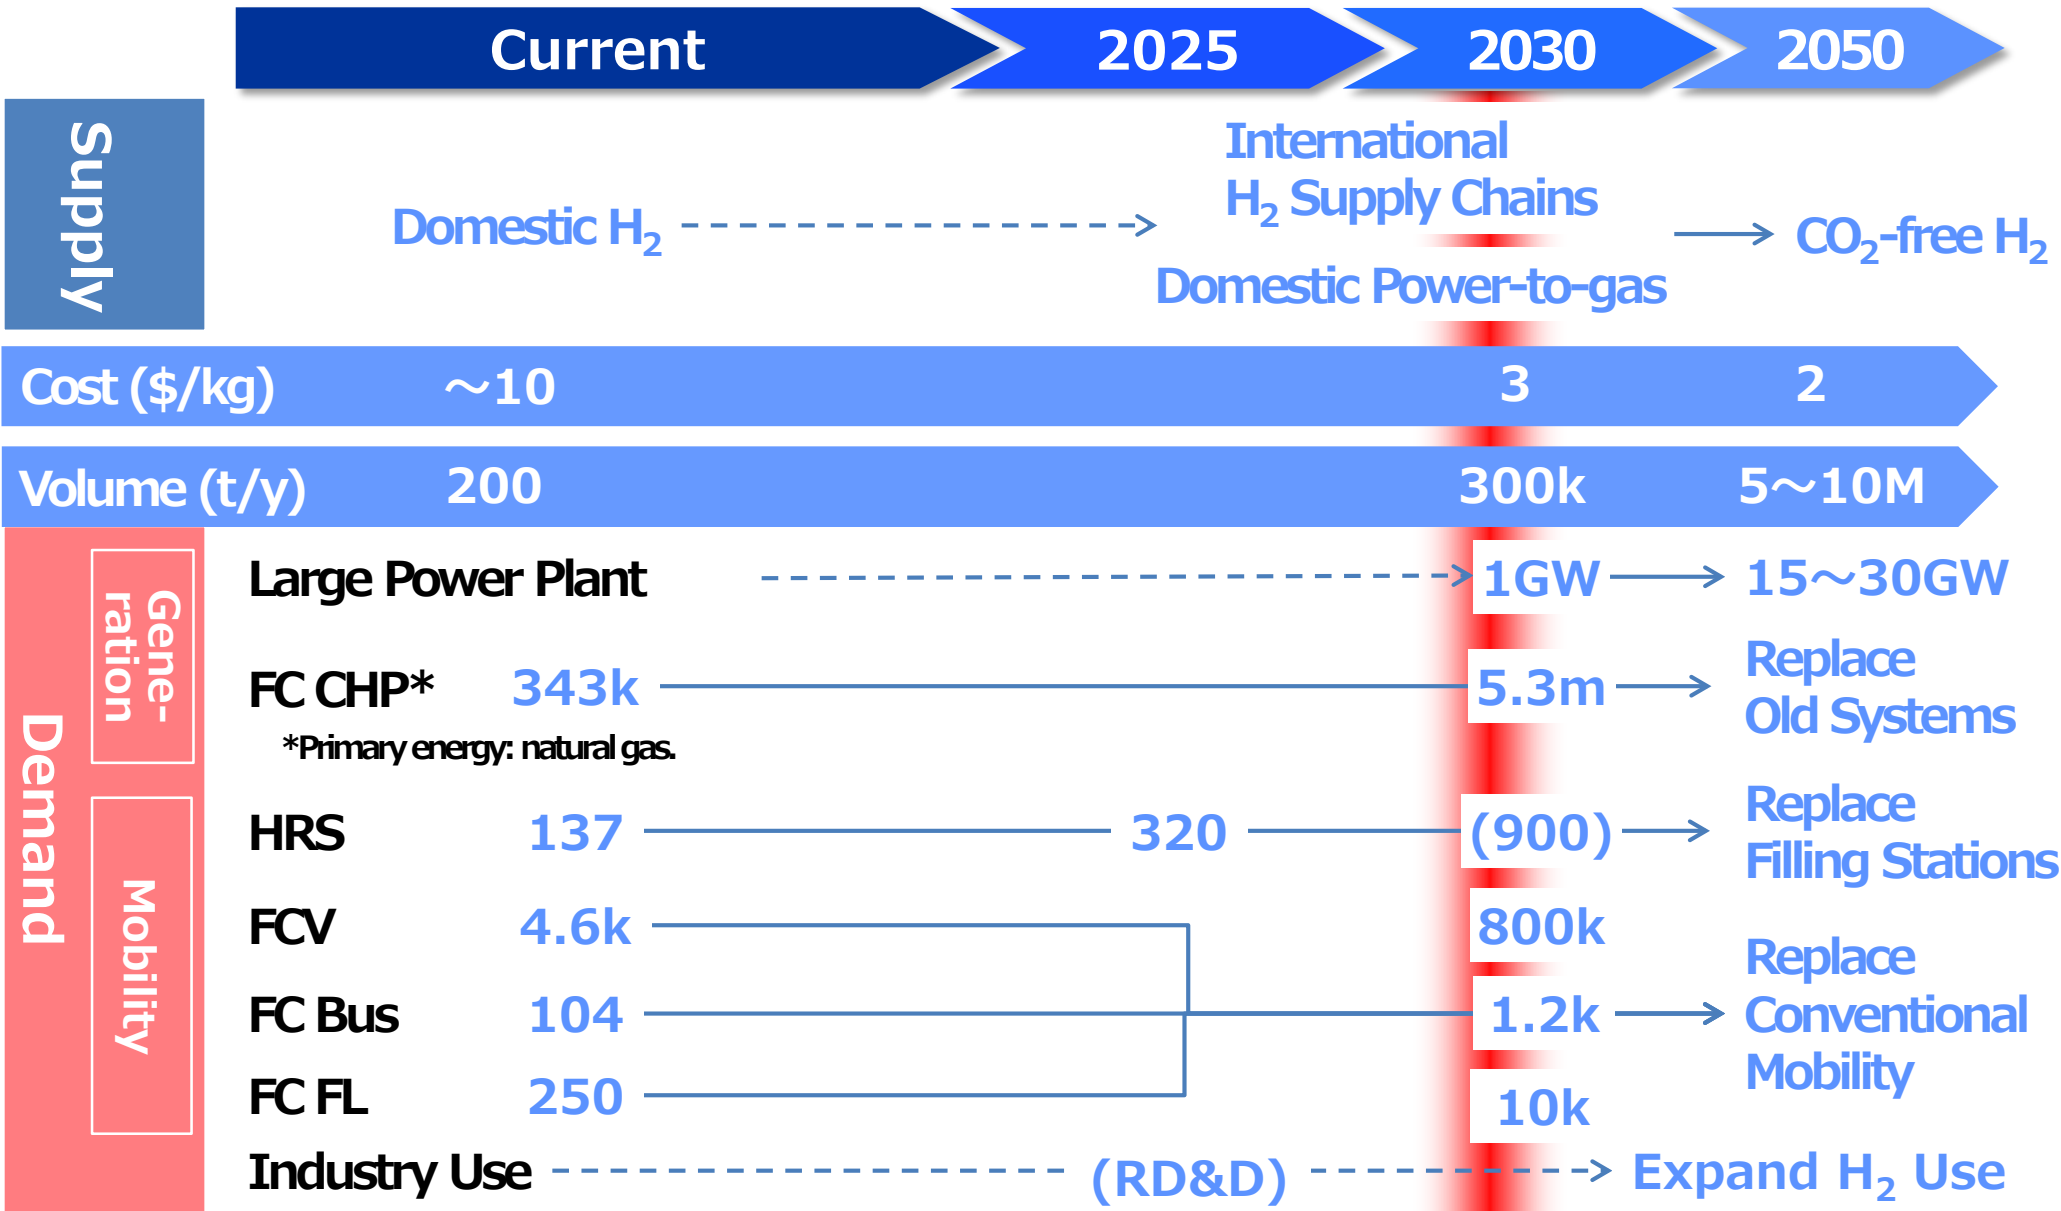 Current 2025 2030 2050
Supply
International
H2 Supply Chains
Domestic H2
CO2-free H2
Domestic Power-to-gas
Cost ($/kg) ～10 3 2
Volume (t/y) 200 300k 5～10M
Demand
Gene-
ration
Large Power Plant 1GW 15～30GW
FC CHP* 343k 5.3m
Replace
Old Systems
*Primary energy: natural gas.
Mobility
HRS 137 320 (900)
Replace
Filling Stations
FCV 4.6k 800k
FC Bus 104 1.2k
Replace
Conventional
Mobility
FC FL 250 10k
Industry Use (RD&D) Expand H2 Use